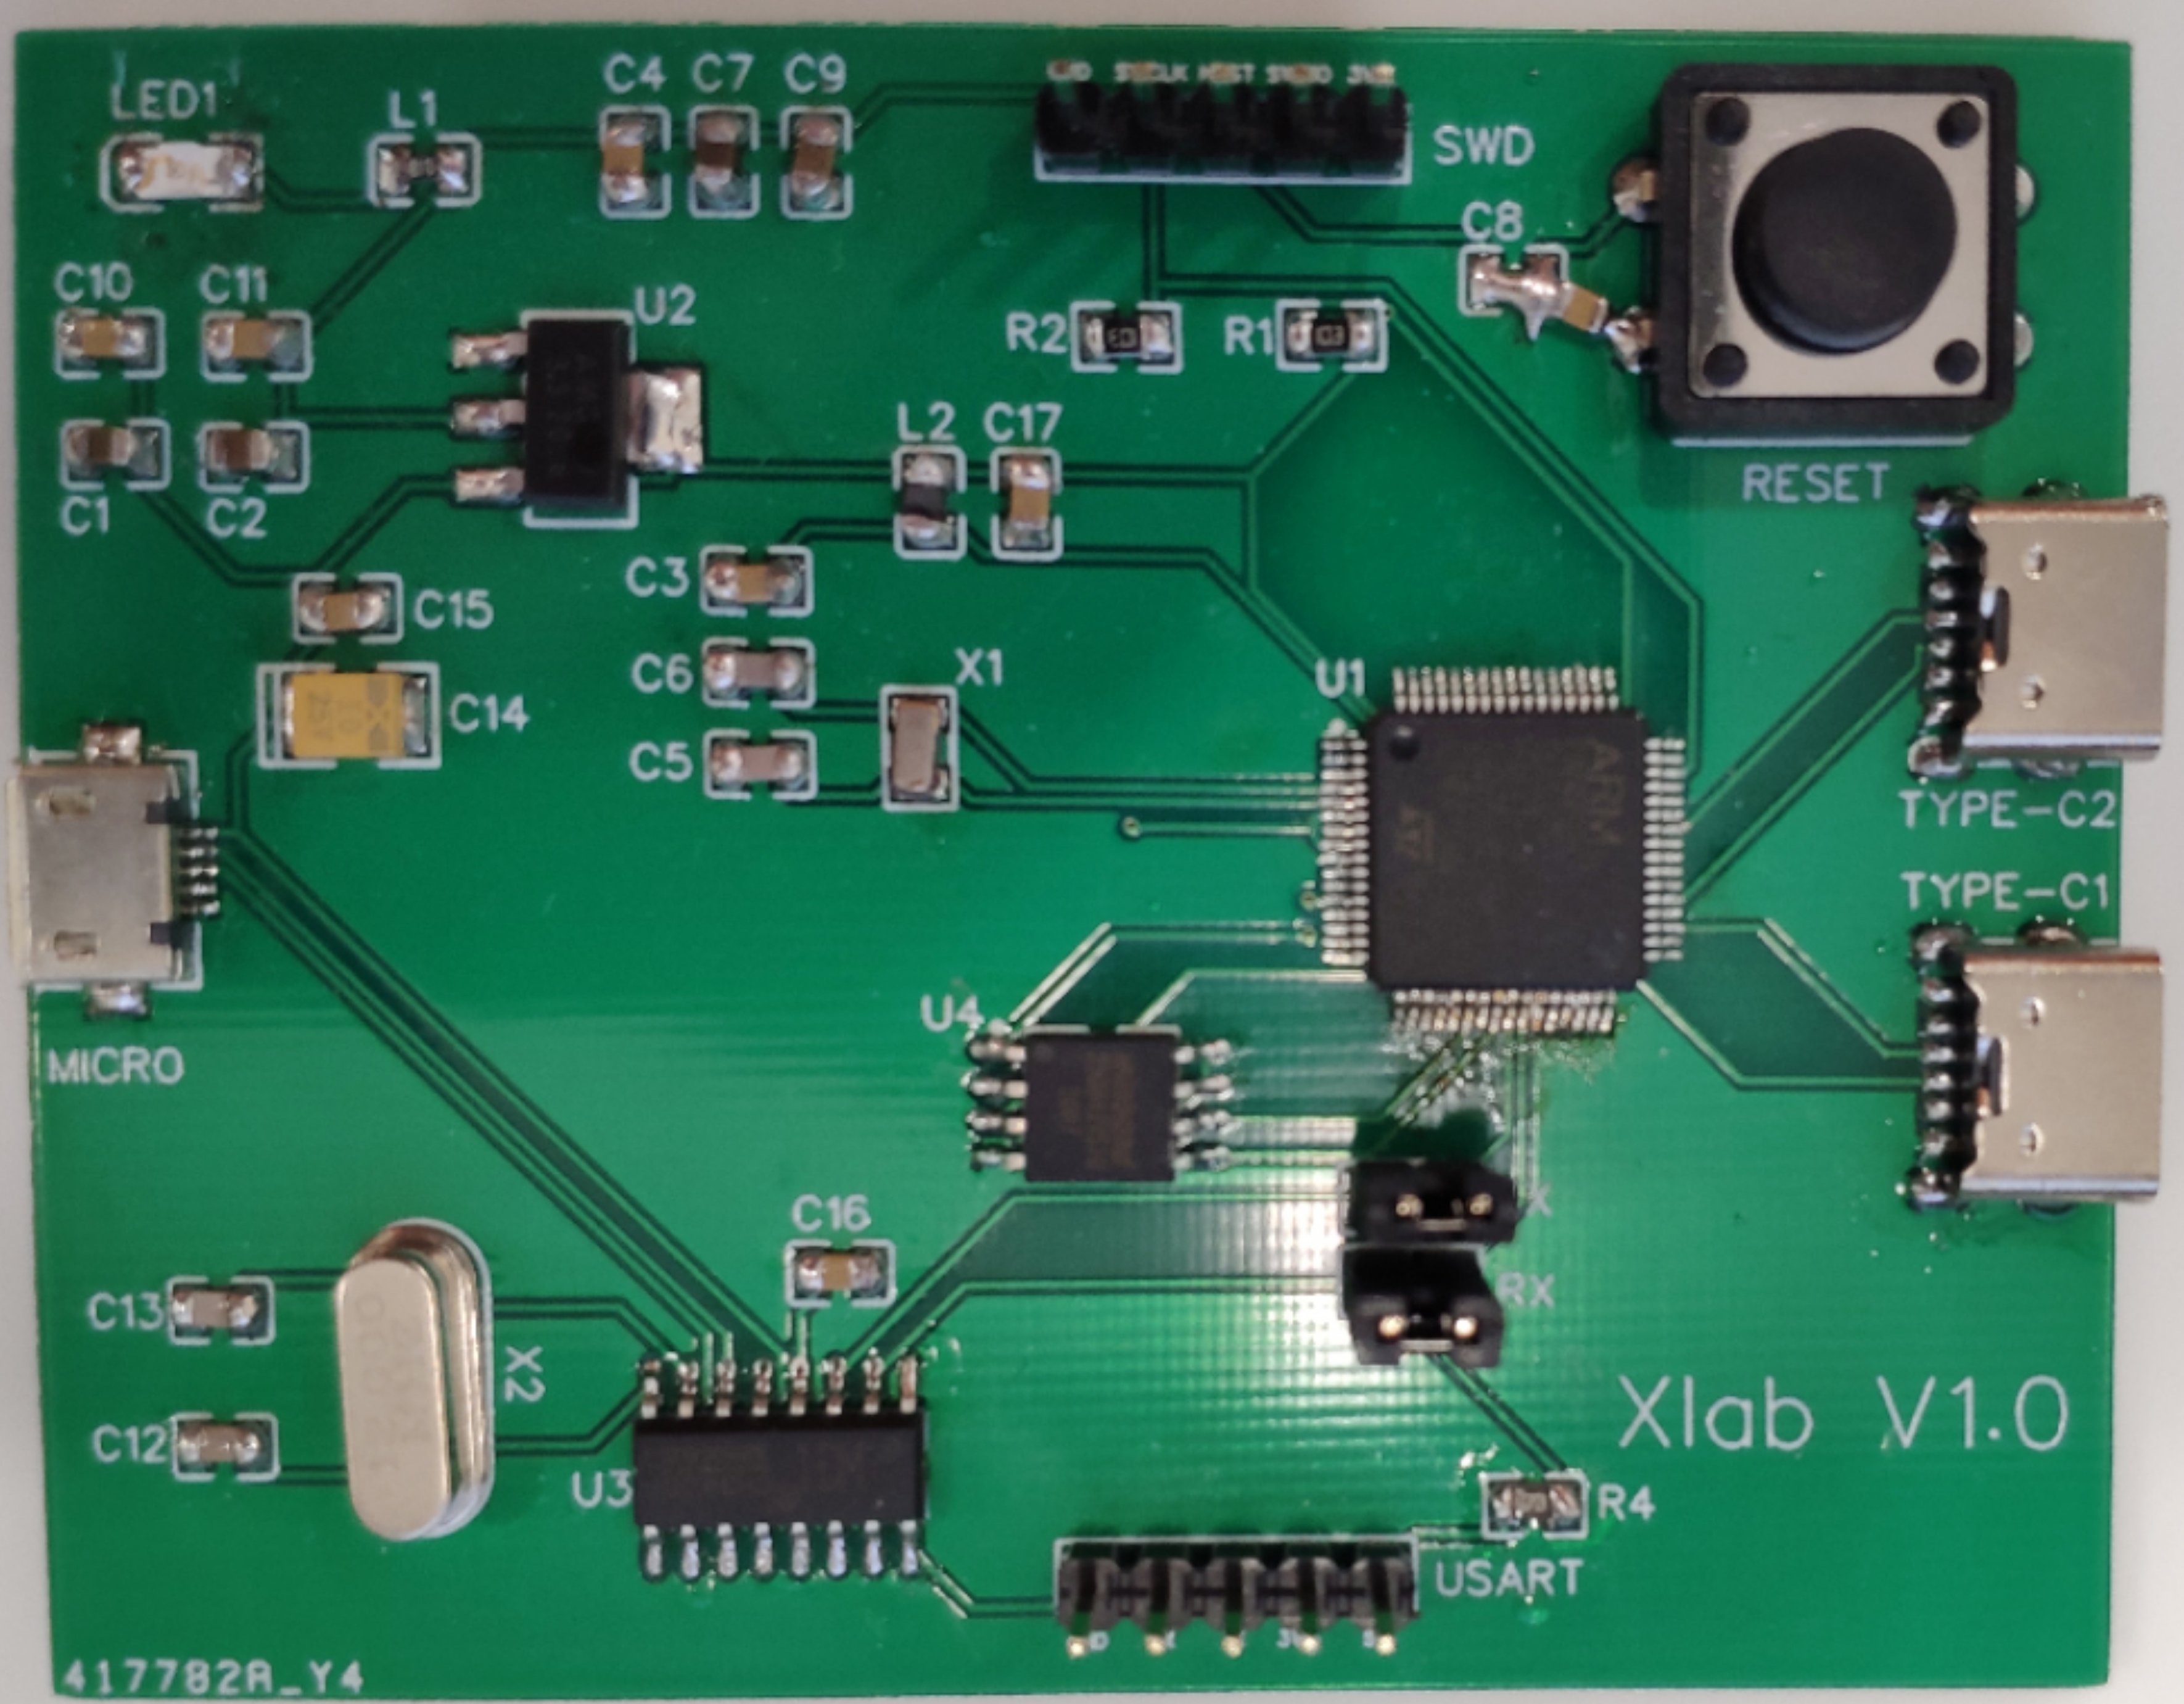 LED1
L1
C4 C7 C9
SWD
C8
C10
C11
U2
R2
R1
C1
C2
L2 C17
RESET
C3
C15
C6
X1
U1
C14
C5
TYPE-C2
TYPE-C1
ARM
U4
MICRO
C16
RX
C13
X2
C12
U3
Xlab V1.0
R4
USART
417782A_Y4